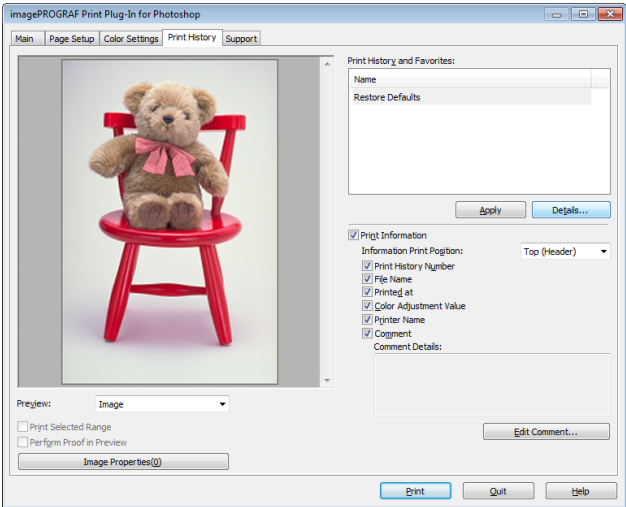 imagePROGRAF Print Plug-In for Photoshop
Main Page Setup Color Settings Print History Support
Print History and Favorites:
Name
Restore Defaults
Apply Details...
Print Information
Information Print Position: Top (Header)
Print History Number
File Name
Printed at
Color Adjustment Value
Printer Name
Comment
Comment Details:
Preview: Image
Print Selected Range
Perform Proof in Preview
Edit Comment...
Image Properties(0)
Print Quit Help